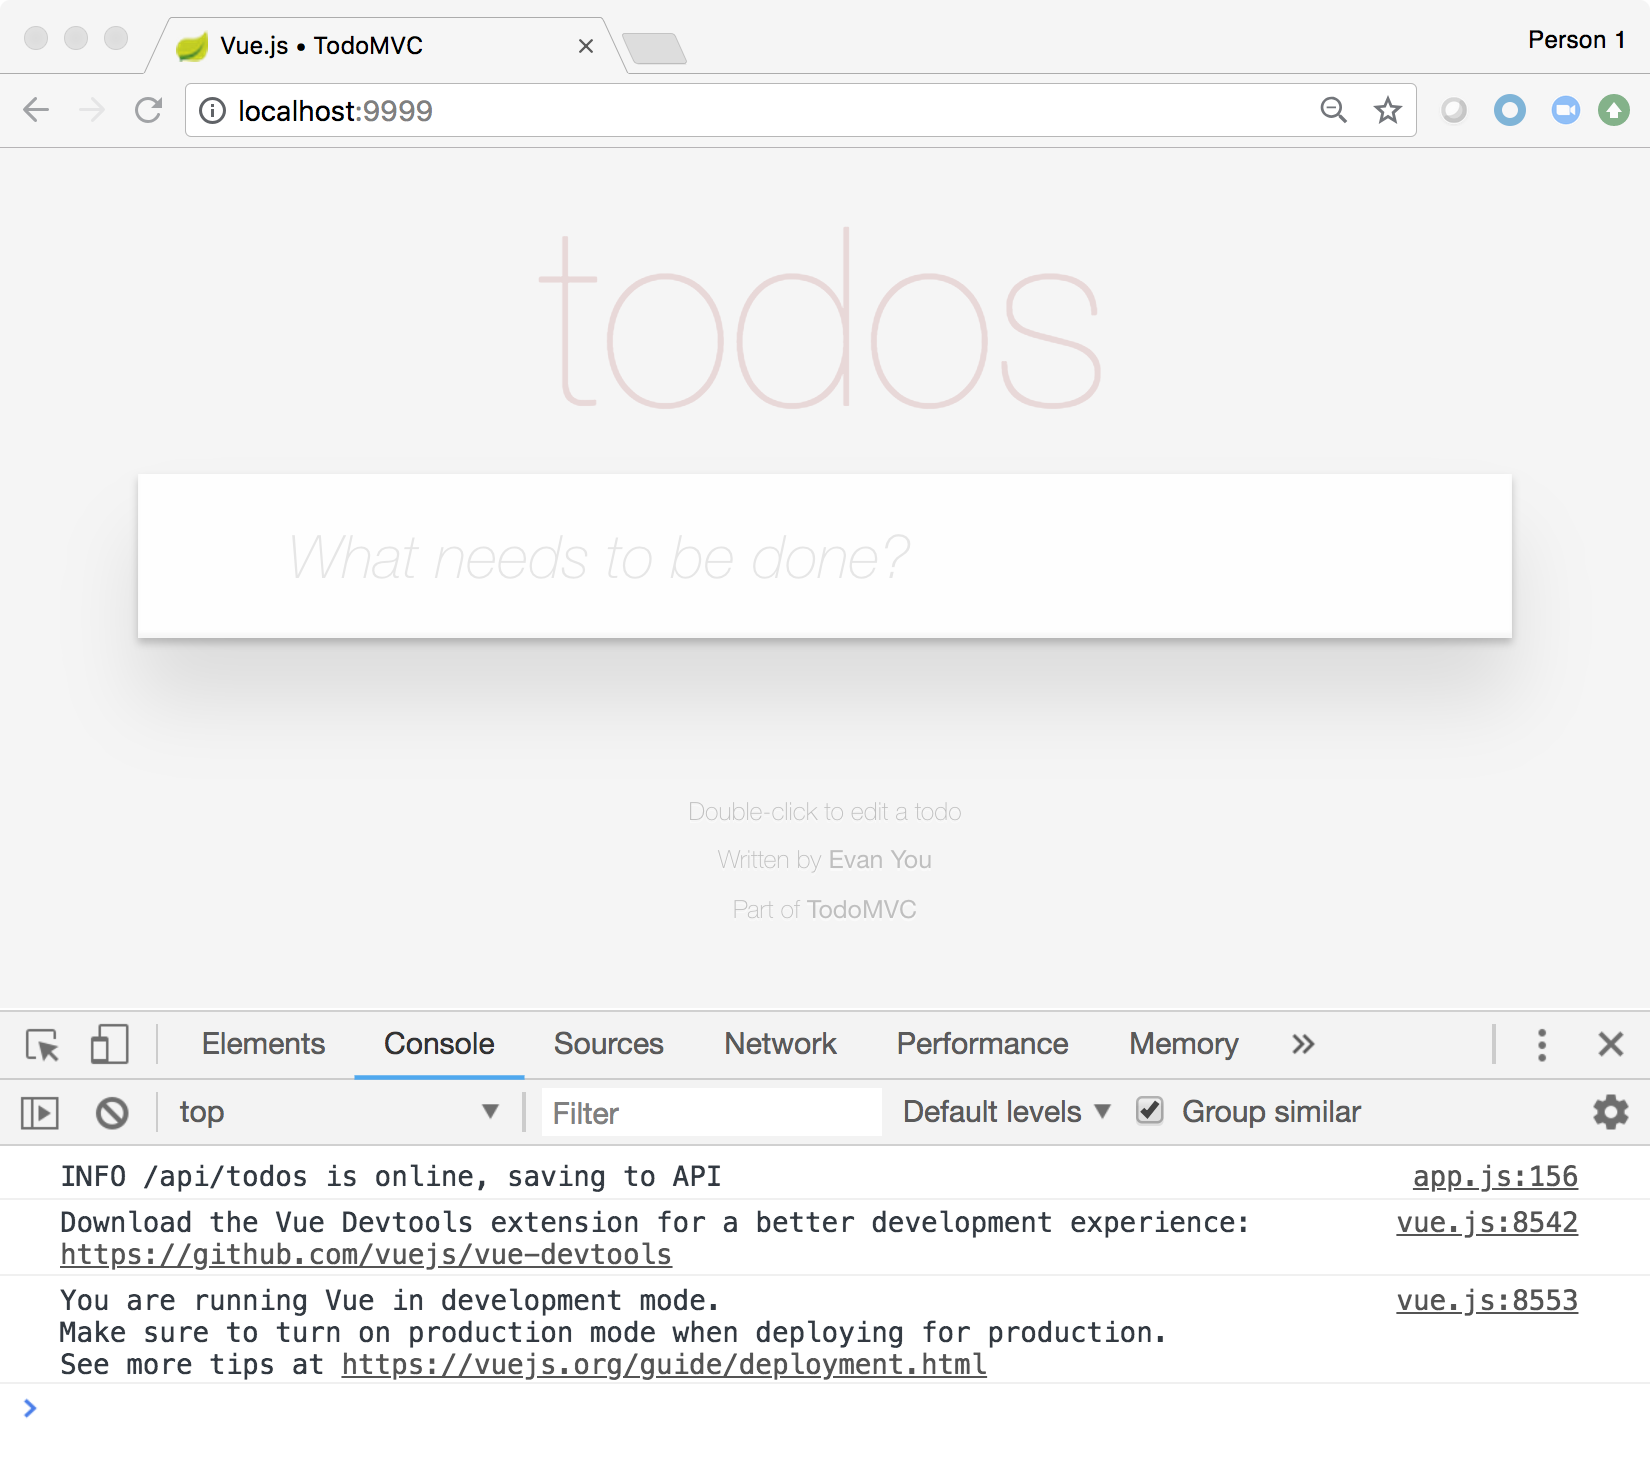 Vue.js • TodoMVC
Person 1
localhost:9999
todos
What needs to be done?
Double-click to edit a todo
Written by Evan You
Part of TodoMVC
Elements Console Sources Network Performance Memory »
top ▼ Filter Default levels ▼ Group similar
INFO /api/todos is online, saving to API app.js:156
Download the Vue Devtools extension for a better development experience: vue.js:8542
https://github.com/vuejs/vue-devtools
You are running Vue in development mode. vue.js:8553
Make sure to turn on production mode when deploying for production.
See more tips at https://vuejs.org/guide/deployment.html